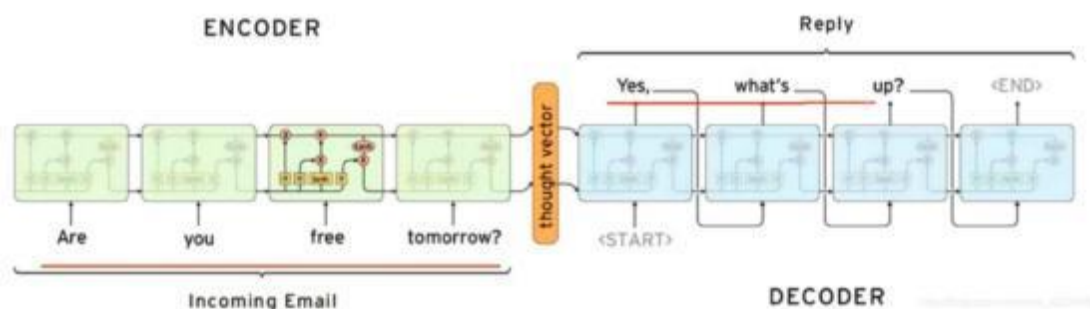 ENCODER
Reply
Yes, what's up? <END>
thought vector
Are you free tomorrow? <START>
Incoming Email
DECODER